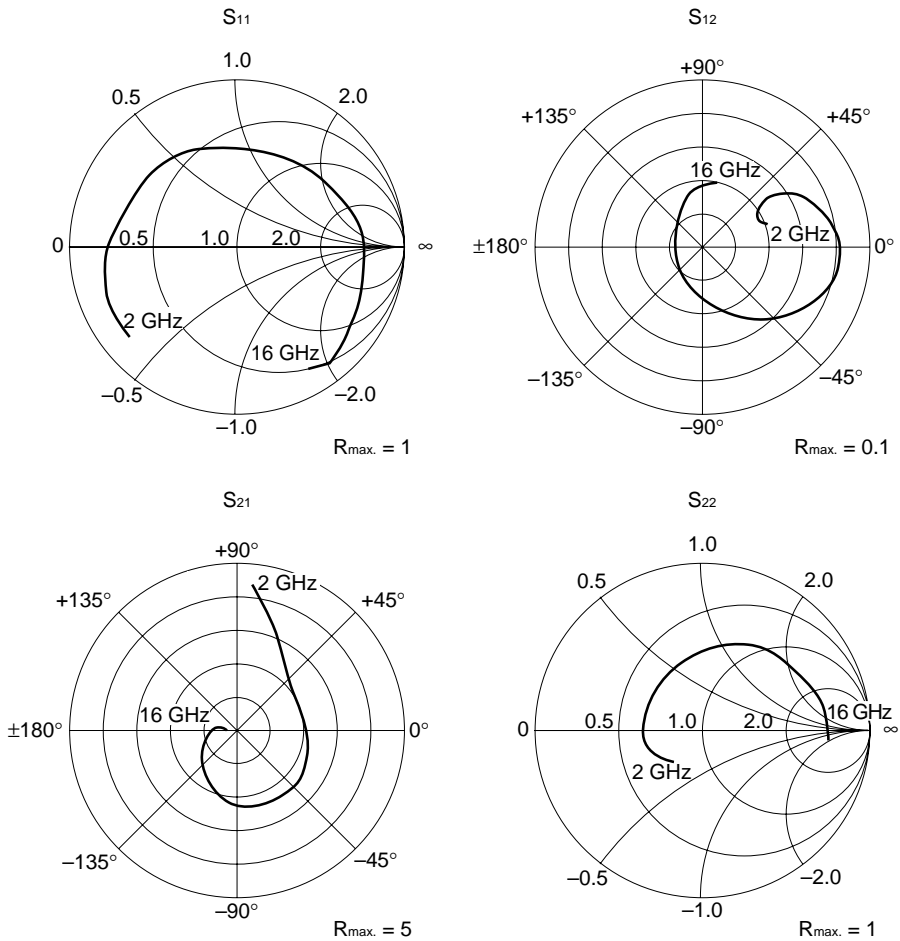 S11
1.0
0.5
2.0
0
0.5
1.0
2.0
∞
2 GHz
16 GHz
–0.5
–2.0
–1.0
Rmax. = 1
S12
+90°
+135°
+45°
16 GHz
2 GHz
±180°
0°
–135°
–45°
–90°
Rmax. = 0.1
S21
+90°
2 GHz
+135°
+45°
16 GHz
±180°
0°
–135°
–45°
–90°
Rmax. = 5
S22
1.0
0.5
2.0
0
0.5
1.0
2.0
16 GHz
∞
2 GHz
–0.5
–2.0
–1.0
Rmax. = 1